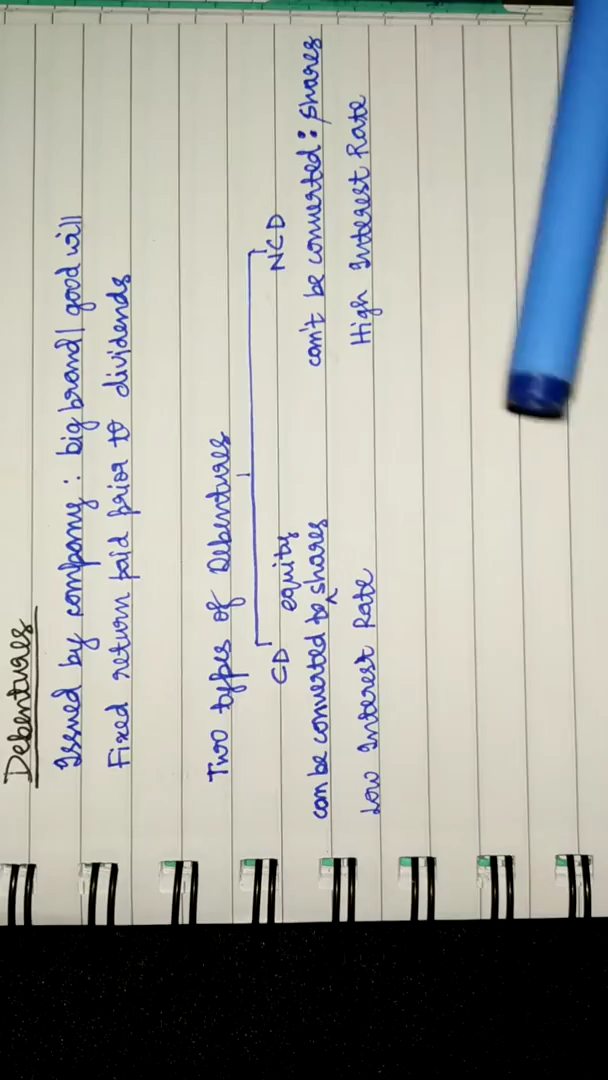 Debentures
Issued by company : big brand/ good will
Fixed return paid prior to dividends
Two types of Debentures
CD
NCD
equity
can be converted to ^ shares
can't be converted : shares
Low Interest Rate
High Interest Rate